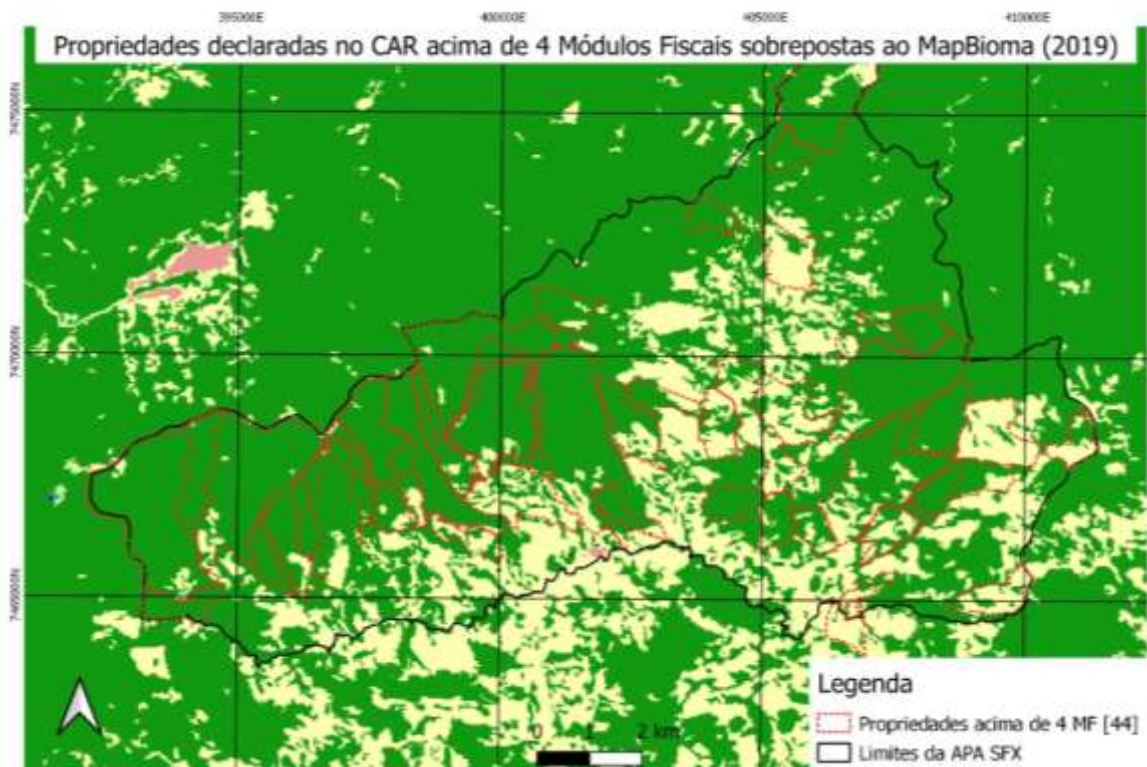 395000E 400000E 405000E 410000E
Propriedades declaradas no CAR acima de 4 Módulos Fiscais sobrepostas ao MapBioma (2019)
7475000N
7470000N
7465000N
Legenda
Propriedades acima de 4 MF [44]
Limites da APA SFX
0 1 2 km